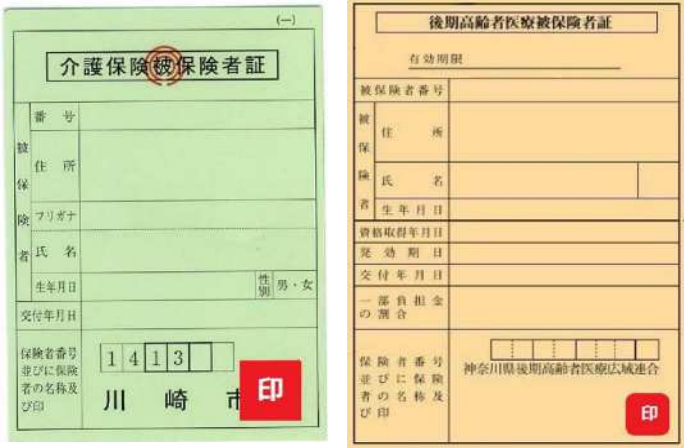 (一)
介護保険被保険者証
被保険者
番号
住所
フリガナ
氏名
生年月日
性別
男・女
交付年月日
保険者番号
並びに保険
者の名称及
び印
1413
川崎市
印
後期高齢者医療被保険者証
有効期限
被保険者番号
被保険者
住所
氏名
生年月日
資格取得年月日
発効期日
交付年月日
一部負担金
の割合
保険者番号
並びに保険
者の名称及
び印
神奈川県後期高齢者医療広域連合
印